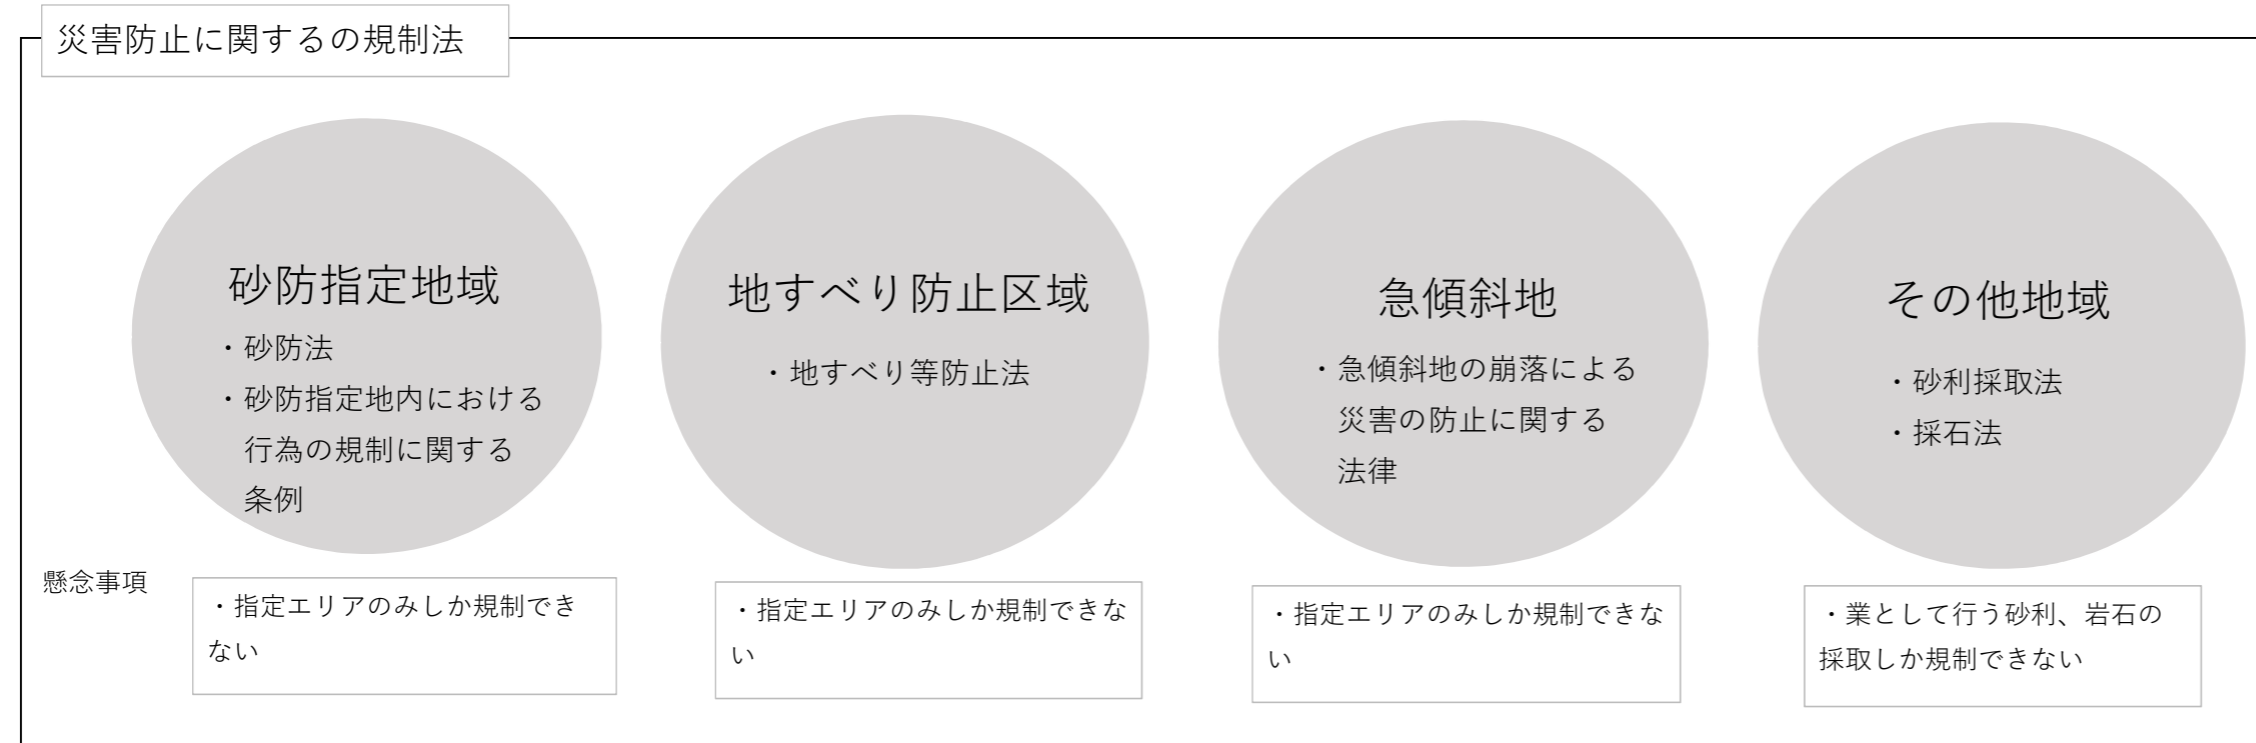 災害防止に関するの規制法
砂防指定地域
・砂防法
・砂防指定地内における
行為の規制に関する
条例
地すべり防止区域
・地すべり等防止法
急傾斜地
・急傾斜地の崩落による
災害の防止に関する
法律
その他地域
・砂利採取法
・採石法
懸念事項
・指定エリアのみしか規制でき
ない
・指定エリアのみしか規制できな
い
・指定エリアのみしか規制できな
い
・業として行う砂利、岩石の
採取しか規制できない